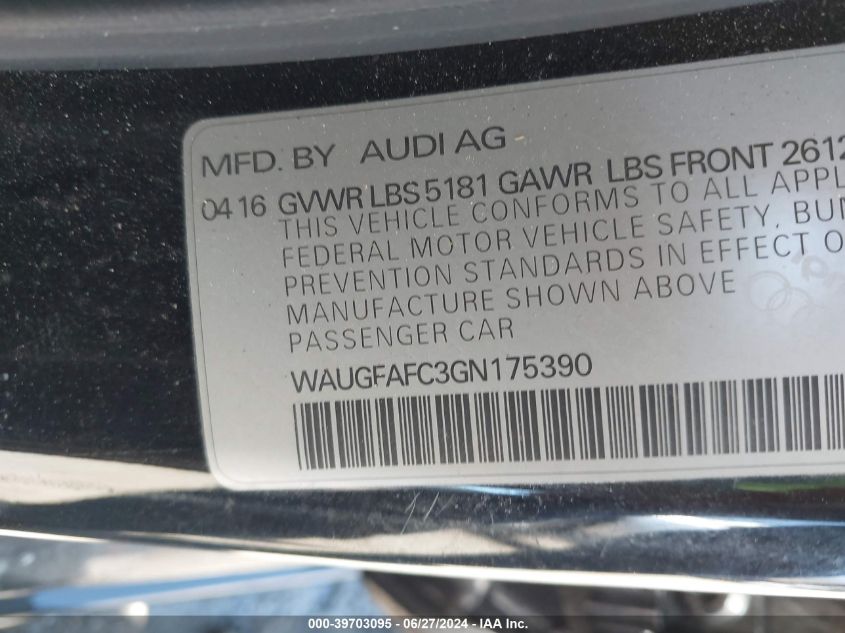 MFD. BY AUDI AG
04 16 GVWR LBS 5181 GAWR LBS FRONT 2612
THIS VEHICLE CONFORMS TO ALL APPL
FEDERAL MOTOR VEHICLE SAFETY, BUM
PREVENTION STANDARDS IN EFFECT O
MANUFACTURE SHOWN ABOVE
PASSENGER CAR
WAUGFAFC3GN175390
000-39703095 - 06/27/2024 - IAA Inc.